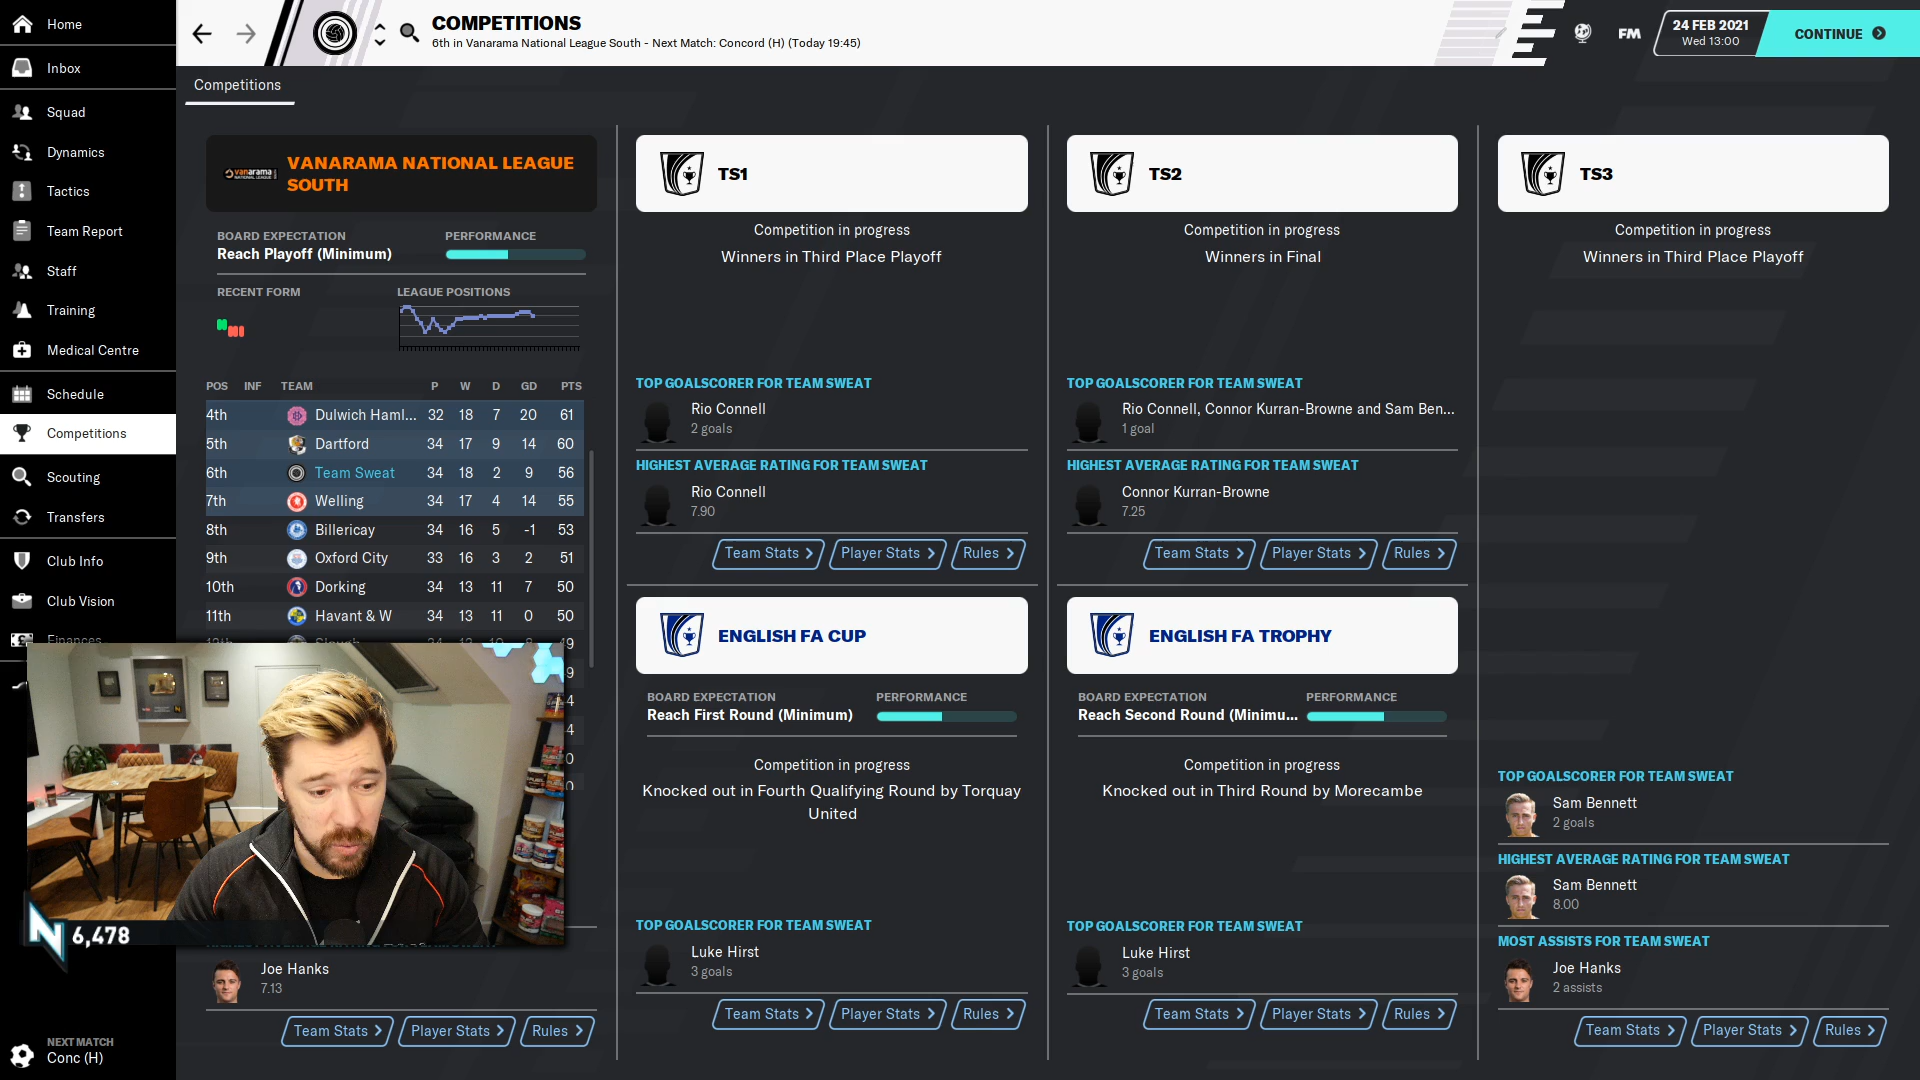 Home
Inbox
Squad
Dynamics
Tactics
Team Report
Staff
Training
Medical Centre
Schedule
Competitions
Scouting
Transfers
Club Info
Club Vision
Finances
NEXT MATCH
Conc (H)
COMPETITIONS
6th in Vanarama National League South - Next Match: Concord (H) (Today 19:45)
FM
24 FEB 2021
Wed 13:00
CONTINUE
Competitions
vanarama
NATIONAL LEAGUE
VANARAMA NATIONAL LEAGUE
SOUTH
BOARD EXPECTATION PERFORMANCE
Reach Playoff (Minimum)
RECENT FORM LEAGUE POSITIONS
POS INF TEAM P W D GD PTS
4th Dulwich Haml... 32 18 7 20 61
5th Dartford 34 17 9 14 60
6th Team Sweat 34 18 2 9 56
7th Welling 34 17 4 14 55
8th Billericay 34 16 5 -1 53
9th Oxford City 33 16 3 2 51
10th Dorking 34 13 11 7 50
11th Havant & W 34 13 11 0 50
6,478
Joe Hanks
7.13
Team Stats Player Stats Rules
TS1
Competition in progress
Winners in Third Place Playoff
TOP GOALSCORER FOR TEAM SWEAT
Rio Connell
2 goals
HIGHEST AVERAGE RATING FOR TEAM SWEAT
Rio Connell
7.90
Team Stats Player Stats Rules
ENGLISH FA CUP
BOARD EXPECTATION PERFORMANCE
Reach First Round (Minimum)
Competition in progress
Knocked out in Fourth Qualifying Round by Torquay
United
TOP GOALSCORER FOR TEAM SWEAT
Luke Hirst
3 goals
Team Stats Player Stats Rules
TS2
Competition in progress
Winners in Final
TOP GOALSCORER FOR TEAM SWEAT
Rio Connell, Connor Kurran-Browne and Sam Ben...
1 goal
HIGHEST AVERAGE RATING FOR TEAM SWEAT
Connor Kurran-Browne
7.25
Team Stats Player Stats Rules
ENGLISH FA TROPHY
BOARD EXPECTATION PERFORMANCE
Reach Second Round (Minimu...
Competition in progress
Knocked out in Third Round by Morecambe
TOP GOALSCORER FOR TEAM SWEAT
Luke Hirst
3 goals
Team Stats Player Stats Rules
TS3
Competition in progress
Winners in Third Place Playoff
TOP GOALSCORER FOR TEAM SWEAT
Sam Bennett
2 goals
HIGHEST AVERAGE RATING FOR TEAM SWEAT
Sam Bennett
8.00
MOST ASSISTS FOR TEAM SWEAT
Joe Hanks
2 assists
Team Stats Player Stats Rules